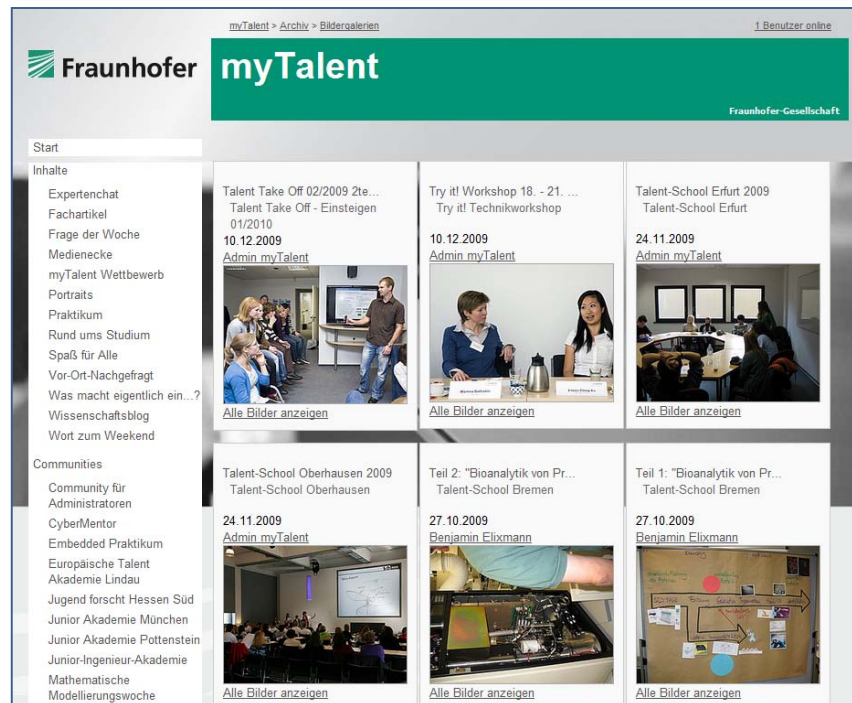 myTalent > Archiv > Bildergalerien
1 Benutzer online
Fraunhofer
myTalent
Fraunhofer-Gesellschaft
Start
Inhalte
Expertenchat
Fachartikel
Frage der Woche
Medienecke
myTalent Wettbewerb
Portraits
Praktikum
Rund ums Studium
Spaß für Alle
Vor-Ort-Nachgefragt
Was macht eigentlich ein...?
Wissenschaftsblog
Wort zum Weekend
Communities
Community für
Administratoren
CyberMentor
Embedded Praktikum
Europäische Talent
Akademie Lindau
Jugend forscht Hessen Süd
Junior Akademie München
Junior Akademie Pottenstein
Junior-Ingenieur-Akademie
Mathematische
Modellierungswoche
Talent Take Off 02/2009 2te...
Talent Take Off - Einsteigen
01/2010
10.12.2009
Admin myTalent
Alle Bilder anzeigen
Try it! Workshop 18. - 21. ...
Try it! Technikworkshop
10.12.2009
Admin myTalent
Alle Bilder anzeigen
Talent-School Erfurt 2009
Talent-School Erfurt
24.11.2009
Admin myTalent
Alle Bilder anzeigen
Talent-School Oberhausen 2009
Talent-School Oberhausen
24.11.2009
Admin myTalent
Alle Bilder anzeigen
Teil 2: "Bioanalytik von Pr...
Talent-School Bremen
27.10.2009
Benjamin Elixmann
Alle Bilder anzeigen
Teil 1: "Bioanalytik von Pr...
Talent-School Bremen
27.10.2009
Benjamin Elixmann
Alle Bilder anzeigen